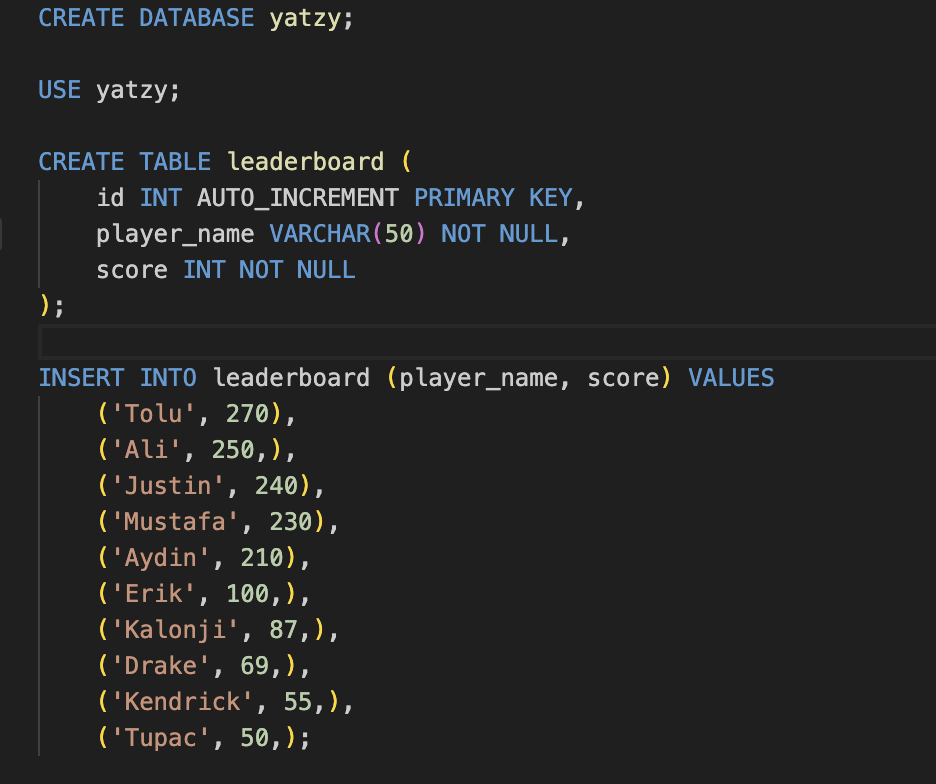 CREATE DATABASE yatzy;
USE yatzy;
CREATE TABLE leaderboard (
    id INT AUTO_INCREMENT PRIMARY KEY,
    player_name VARCHAR(50) NOT NULL,
    score INT NOT NULL
);
INSERT INTO leaderboard (player_name, score) VALUES
    ('Tolu', 270),
    ('Ali', 250,),
    ('Justin', 240),
    ('Mustafa', 230),
    ('Aydin', 210),
    ('Erik', 100,),
    ('Kalonji', 87,),
    ('Drake', 69,),
    ('Kendrick', 55,),
    ('Tupac', 50,);